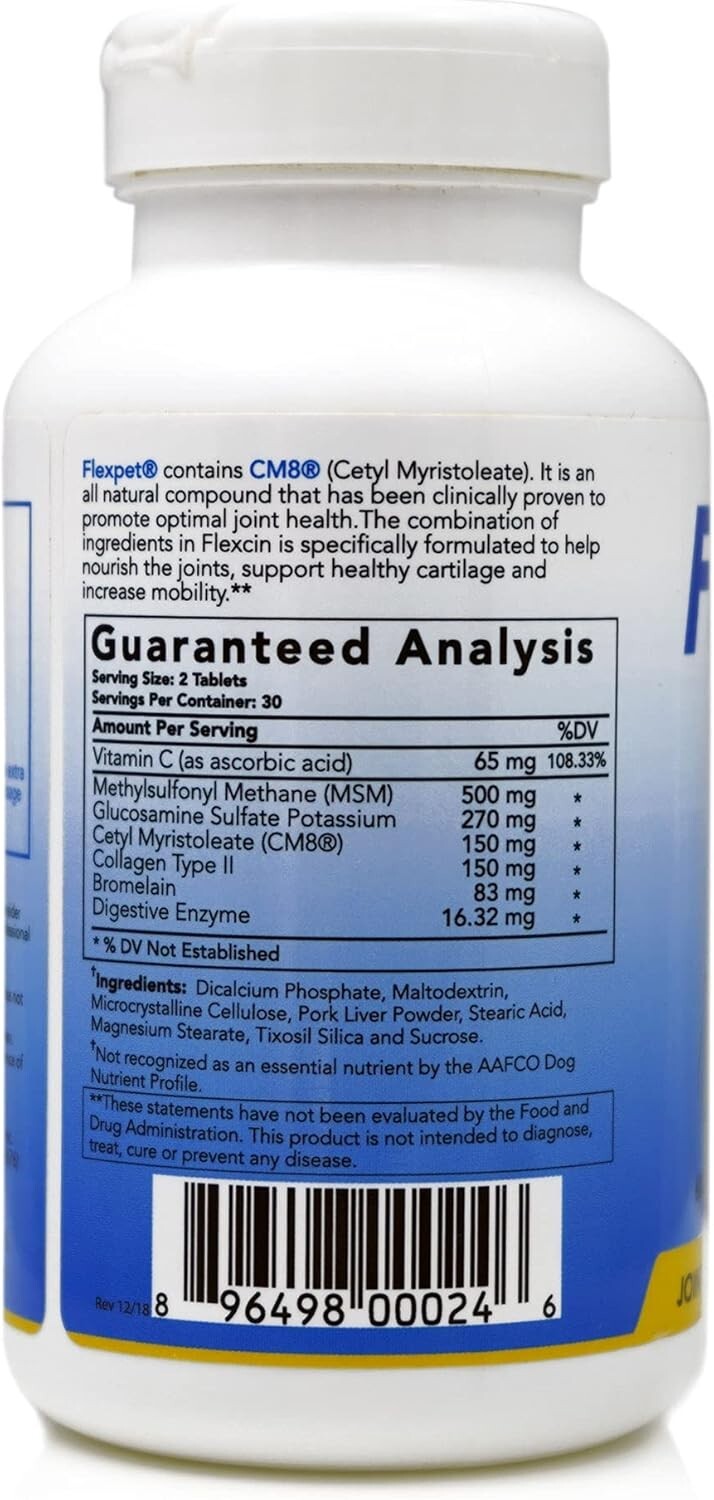 Flexpet® contains CM8® (Cetyl Myristoleate). It is an
all natural compound that has been clinically proven to
promote optimal joint health.The combination of
ingredients in Flexcin is specifically formulated to help
nourish the joints, support healthy cartilage and
increase mobility.**
Guaranteed Analysis
Serving Size: 2 Tablets
Servings Per Container: 30
Amount Per Serving %DV
Vitamin C (as ascorbic acid) 65 mg 108.33%
Methylsulfonyl Methane (MSM) 500 mg *
Glucosamine Sulfate Potassium 270 mg *
Cetyl Myristoleate (CM8®) 150 mg *
Collagen Type II 150 mg *
Bromelain 83 mg *
Digestive Enzyme 16.32 mg *
* % DV Not Established
†Ingredients: Dicalcium Phosphate, Maltodextrin,
Microcrystalline Cellulose, Pork Liver Powder, Stearic Acid,
Magnesium Stearate, Tixosil Silica and Sucrose.
†Not recognized as an essential nutrient by the AAFCO Dog
Nutrient Profile.
**These statements have not been evaluated by the Food and
Drug Administration. This product is not intended to diagnose,
treat, cure or prevent any disease.
Rev 12/18
8 96498 00024 6